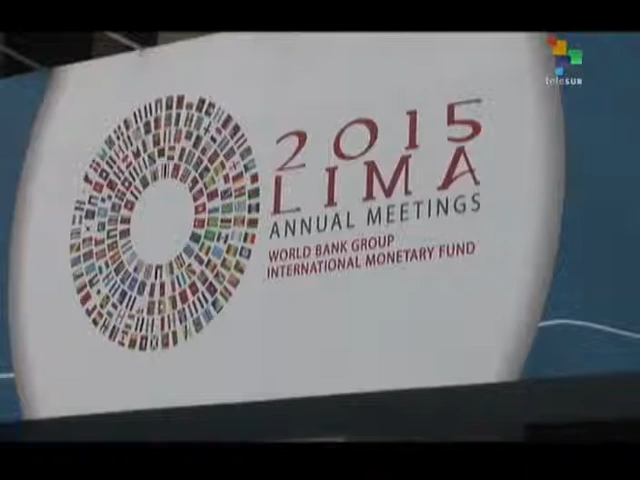 teleSUR
2015
LIMA
ANNUAL MEETINGS
WORLD BANK GROUP
INTERNATIONAL MONETARY FUND